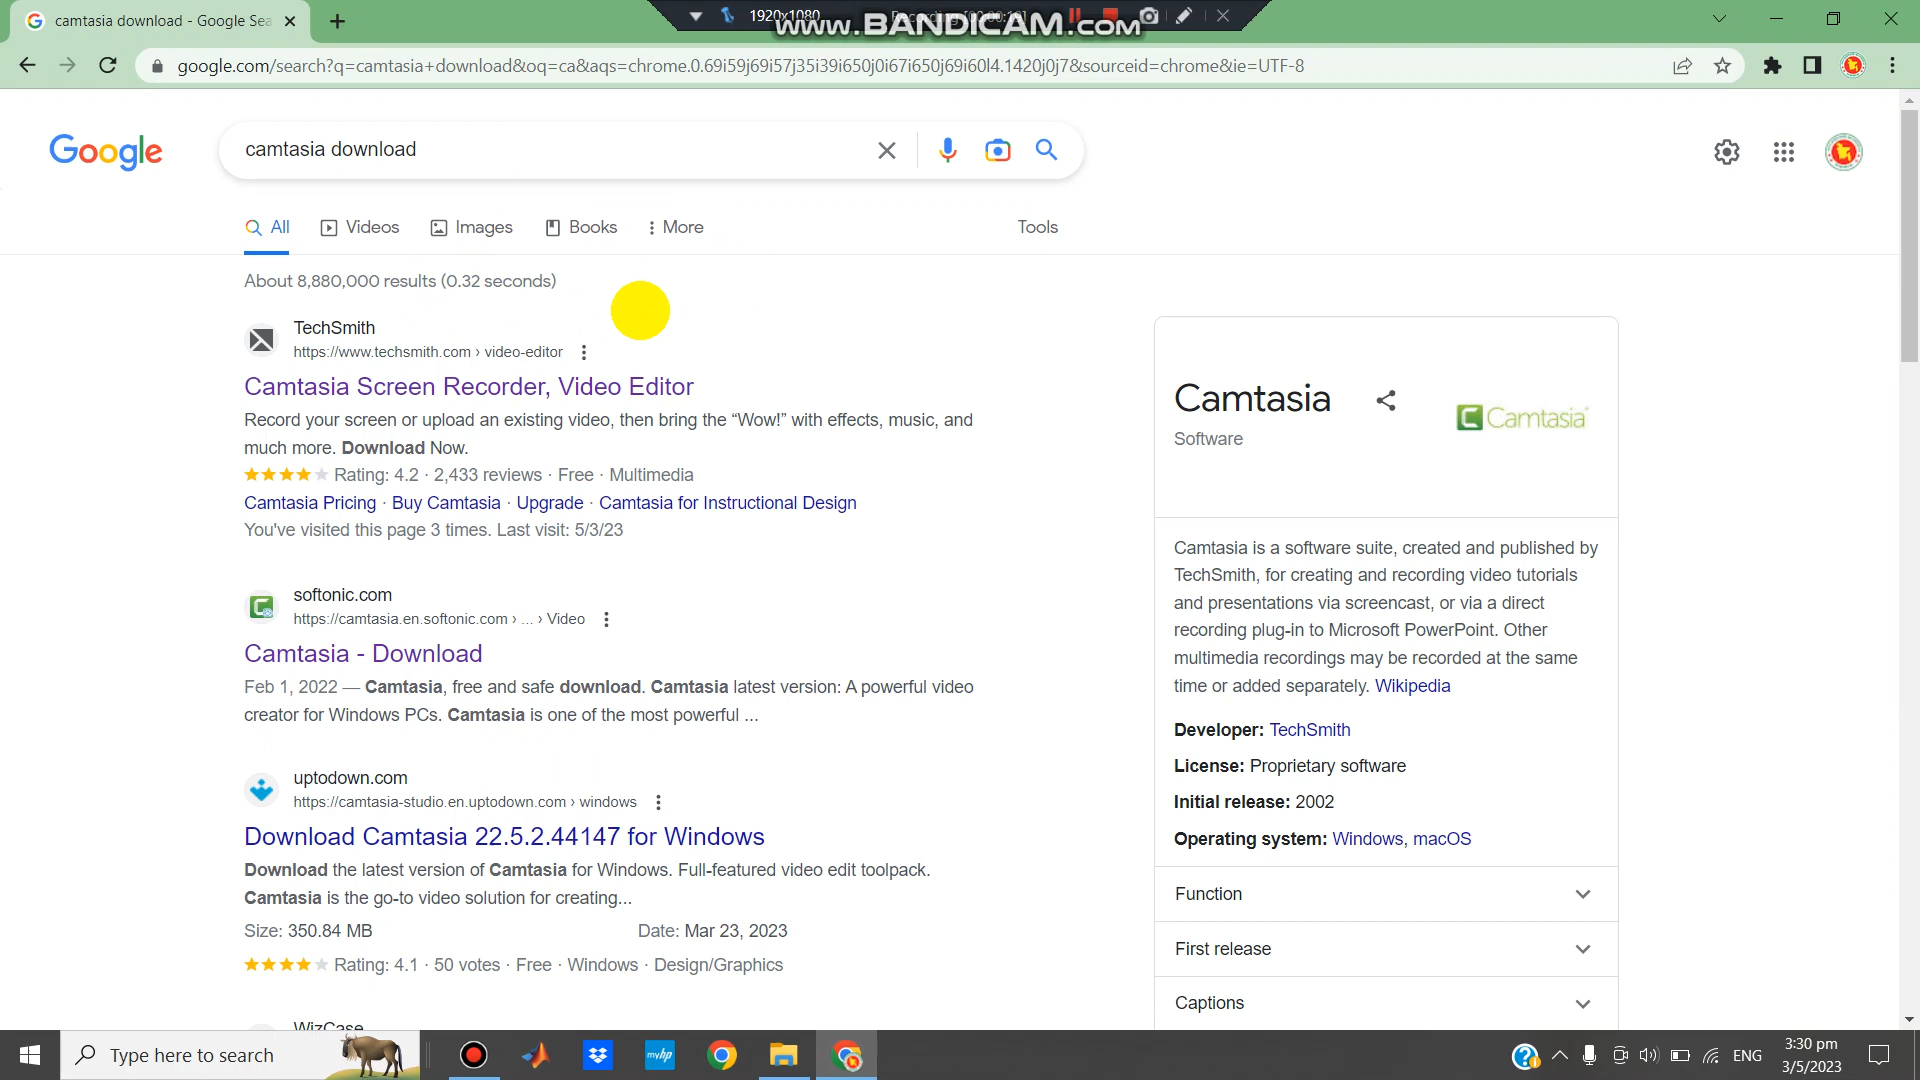 camtasia download - Google Sea
1920x1080
Recording [00:00:19]
www.BANDICAM.com
google.com/search?q=camtasia+download&oq=ca&aqs=chrome.0.69i59j69i57j35i39i650j0i67i650j69i60l4.1420j0j7&sourceid=chrome&ie=UTF-8
Google
camtasia download
All
Videos
Images
Books
More
Tools
About 8,880,000 results (0.32 seconds)
TechSmith
https://www.techsmith.com › video-editor
Camtasia Screen Recorder, Video Editor
Record your screen or upload an existing video, then bring the “Wow!” with effects, music, and
much more. Download Now.
Rating: 4.2 · 2,433 reviews · Free · Multimedia
Camtasia Pricing · Buy Camtasia · Upgrade · Camtasia for Instructional Design
You've visited this page 3 times. Last visit: 5/3/23
softonic.com
https://camtasia.en.softonic.com › ... › Video
Camtasia - Download
Feb 1, 2022 — Camtasia, free and safe download. Camtasia latest version: A powerful video
creator for Windows PCs. Camtasia is one of the most powerful ...
uptodown.com
https://camtasia-studio.en.uptodown.com › windows
Download Camtasia 22.5.2.44147 for Windows
Download the latest version of Camtasia for Windows. Full-featured video edit toolpack.
Camtasia is the go-to video solution for creating...
Size: 350.84 MB
Date: Mar 23, 2023
Rating: 4.1 · 50 votes · Free · Windows · Design/Graphics
WizCase
Camtasia
Software
Camtasia
Camtasia is a software suite, created and published by
TechSmith, for creating and recording video tutorials
and presentations via screencast, or via a direct
recording plug-in to Microsoft PowerPoint. Other
multimedia recordings may be recorded at the same
time or added separately. Wikipedia
Developer: TechSmith
License: Proprietary software
Initial release: 2002
Operating system: Windows, macOS
Function
First release
Captions
Type here to search
myhp
ENG
3:30 pm
3/5/2023